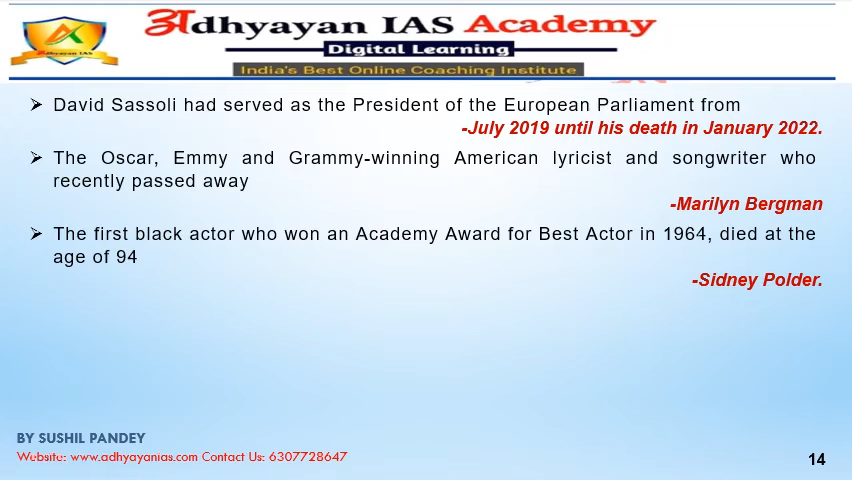 अdhyayan IAS Academy
Adhyayan IAS
Digital Learning
India's Best Online Coaching Institute
➢ David Sassoli had served as the President of the European Parliament from
-July 2019 until his death in January 2022.
➢ The Oscar, Emmy and Grammy-winning American lyricist and songwriter who
recently passed away
-Marilyn Bergman
➢ The first black actor who won an Academy Award for Best Actor in 1964, died at the
age of 94
-Sidney Polder.
BY SUSHIL PANDEY
Website: www.adhyayanias.com Contact Us: 6307728647
14